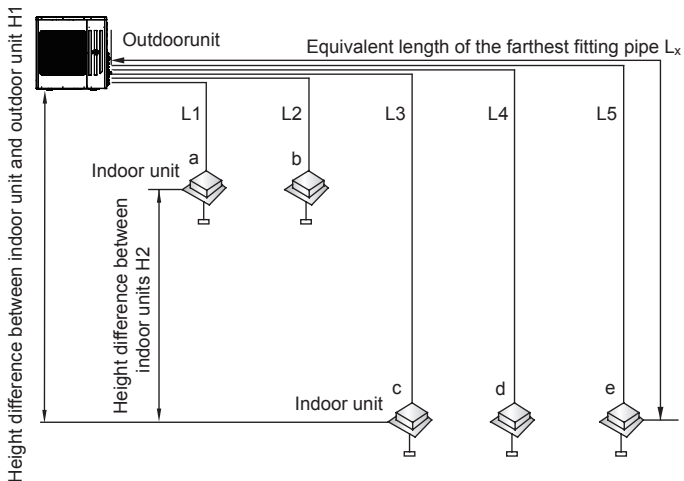 Height difference between indoor unit and outdoor unit H1
Outdoorunit
Equivalent length of the farthest fitting pipe Lₓ
L1
L2
L3
L4
L5
a
b
Indoor unit
Height difference between
indoor units H2
c
d
e
Indoor unit